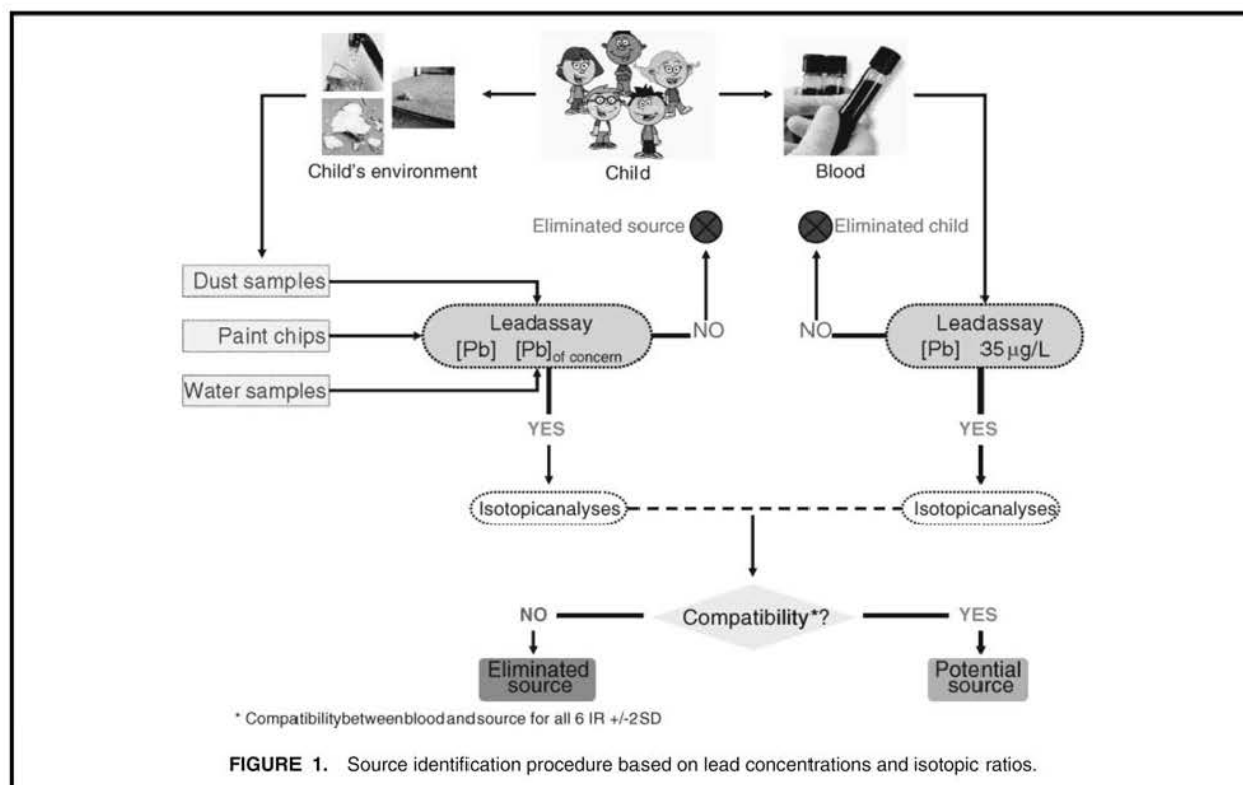 Child's environment
Child
Blood
Eliminated source
Eliminated child
Dust samples
Paint chips
Water samples
Leadassay
[Pb] [Pb]of concern
NO
NO
Leadassay
[Pb] 35 µg/L
YES
YES
Isotopicanalyses
Isotopicanalyses
NO
Compatibility*?
YES
Eliminated
source
Potential
source
* Compatibilitybetweenbloodandsource for all 6 IR +/-2SD
FIGURE 1. Source identification procedure based on lead concentrations and isotopic ratios.